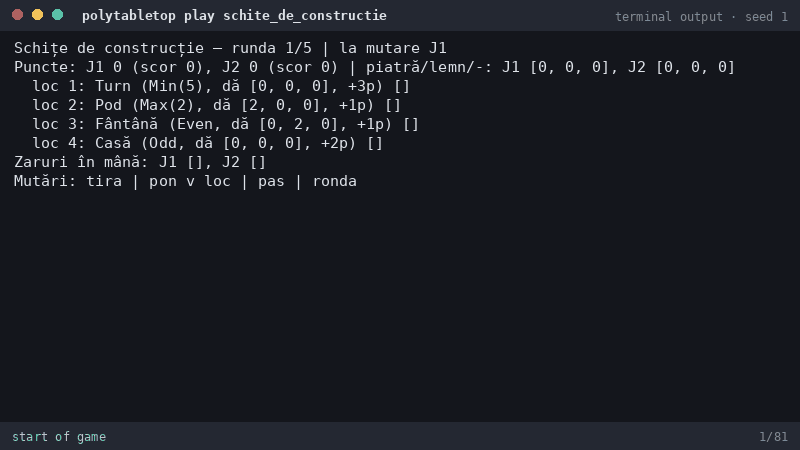 polytabletop play schite_de_constructie
terminal output · seed 1
Schițe de construcție — runda 1/5 | la mutare J1
Puncte: J1 0 (scor 0), J2 0 (scor 0) | piatră/lemn/-: J1 [0, 0, 0], J2 [0, 0, 0]
loc 1: Turn (Min(5), dă [0, 0, 0], +3p) []
loc 2: Pod (Max(2), dă [2, 0, 0], +1p) []
loc 3: Fântână (Even, dă [0, 2, 0], +1p) []
loc 4: Casă (Odd, dă [0, 0, 0], +2p) []
Zaruri în mână: J1 [], J2 []
Mutări: tira | pon v loc | pas | ronda
start of game
1/81